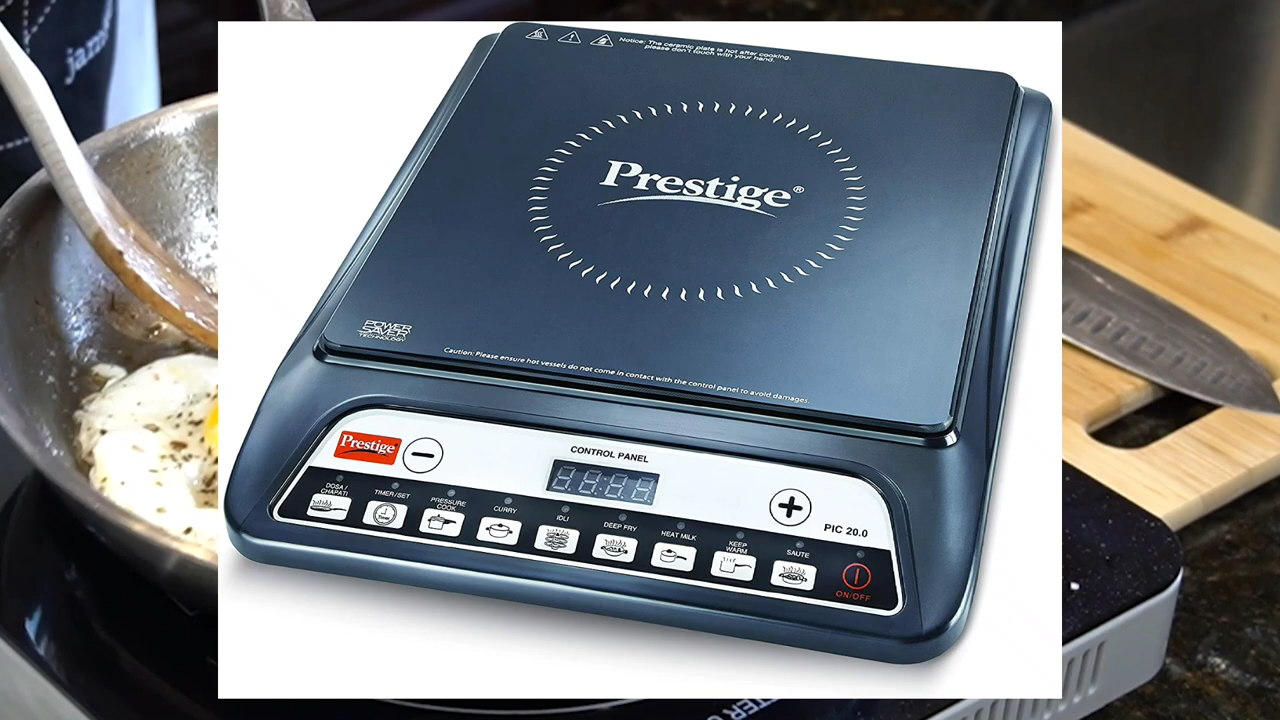 Notice: The ceramic plate is hot after cooking,
please don't touch with your hand.
Prestige®
POWER
SAVER
TECHNOLOGY
Caution: Please ensure hot vessels do not come in contact with the control panel to avoid damages.
Prestige
CONTROL PANEL
PIC 20.0
DOSA /
CHAPATI
TIMER/SET
PRESSURE
COOK
CURRY
IDLI
DEEP FRY
HEAT MILK
KEEP
WARM
SAUTE
ON/OFF